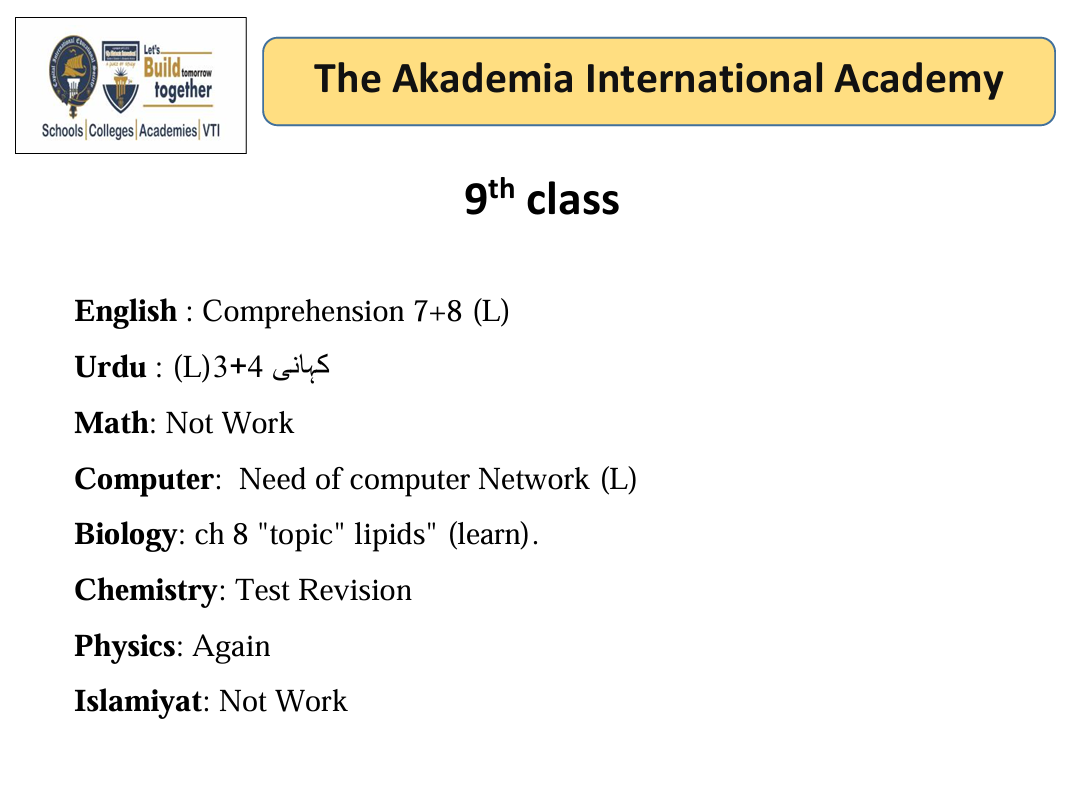 Let's
Build tomorrow
together
Schools|Colleges|Academies|VTI
The Akademia International Academy
9th class
English : Comprehension 7+8 (L)
Urdu : (L)3+4 کہانی
Math: Not Work
Computer:  Need of computer Network (L)
Biology: ch 8 "topic" lipids" (learn).
Chemistry: Test Revision
Physics: Again
Islamiyat: Not Work